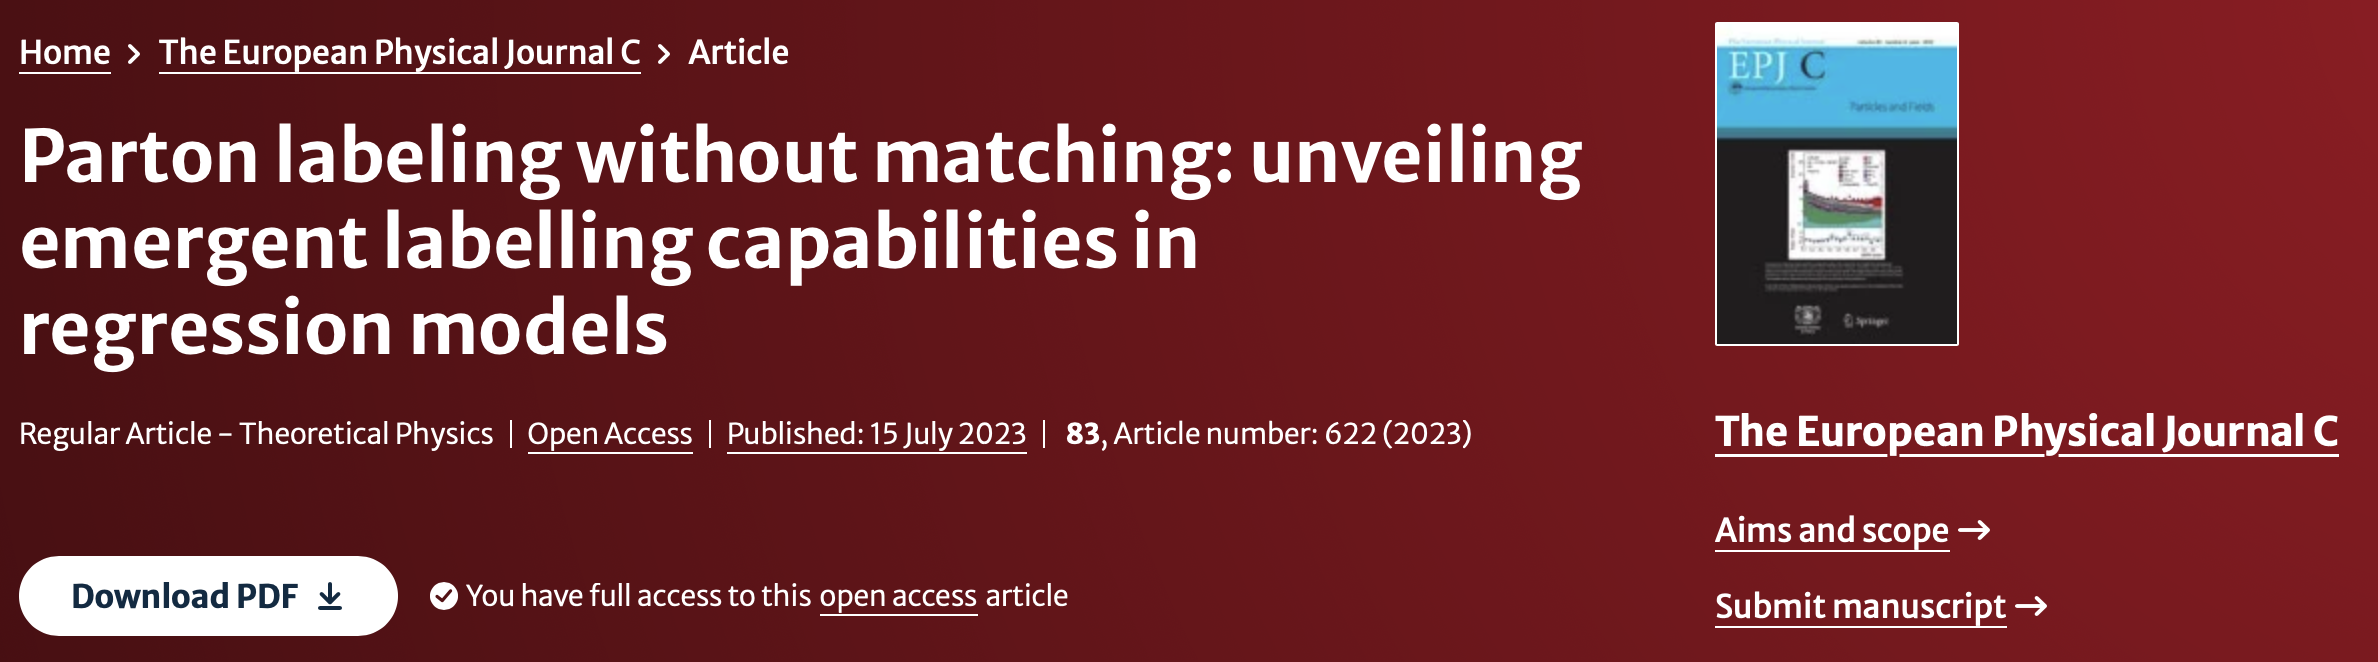 Home > The European Physical Journal C > Article
Parton labeling without matching: unveiling
emergent labelling capabilities in
regression models
Regular Article - Theoretical Physics | Open Access | Published: 15 July 2023 | 83, Article number: 622 (2023)
Download PDF
You have full access to this open access article
EPJ C
Particles and Fields
Springer
The European Physical Journal C
Aims and scope →
Submit manuscript →